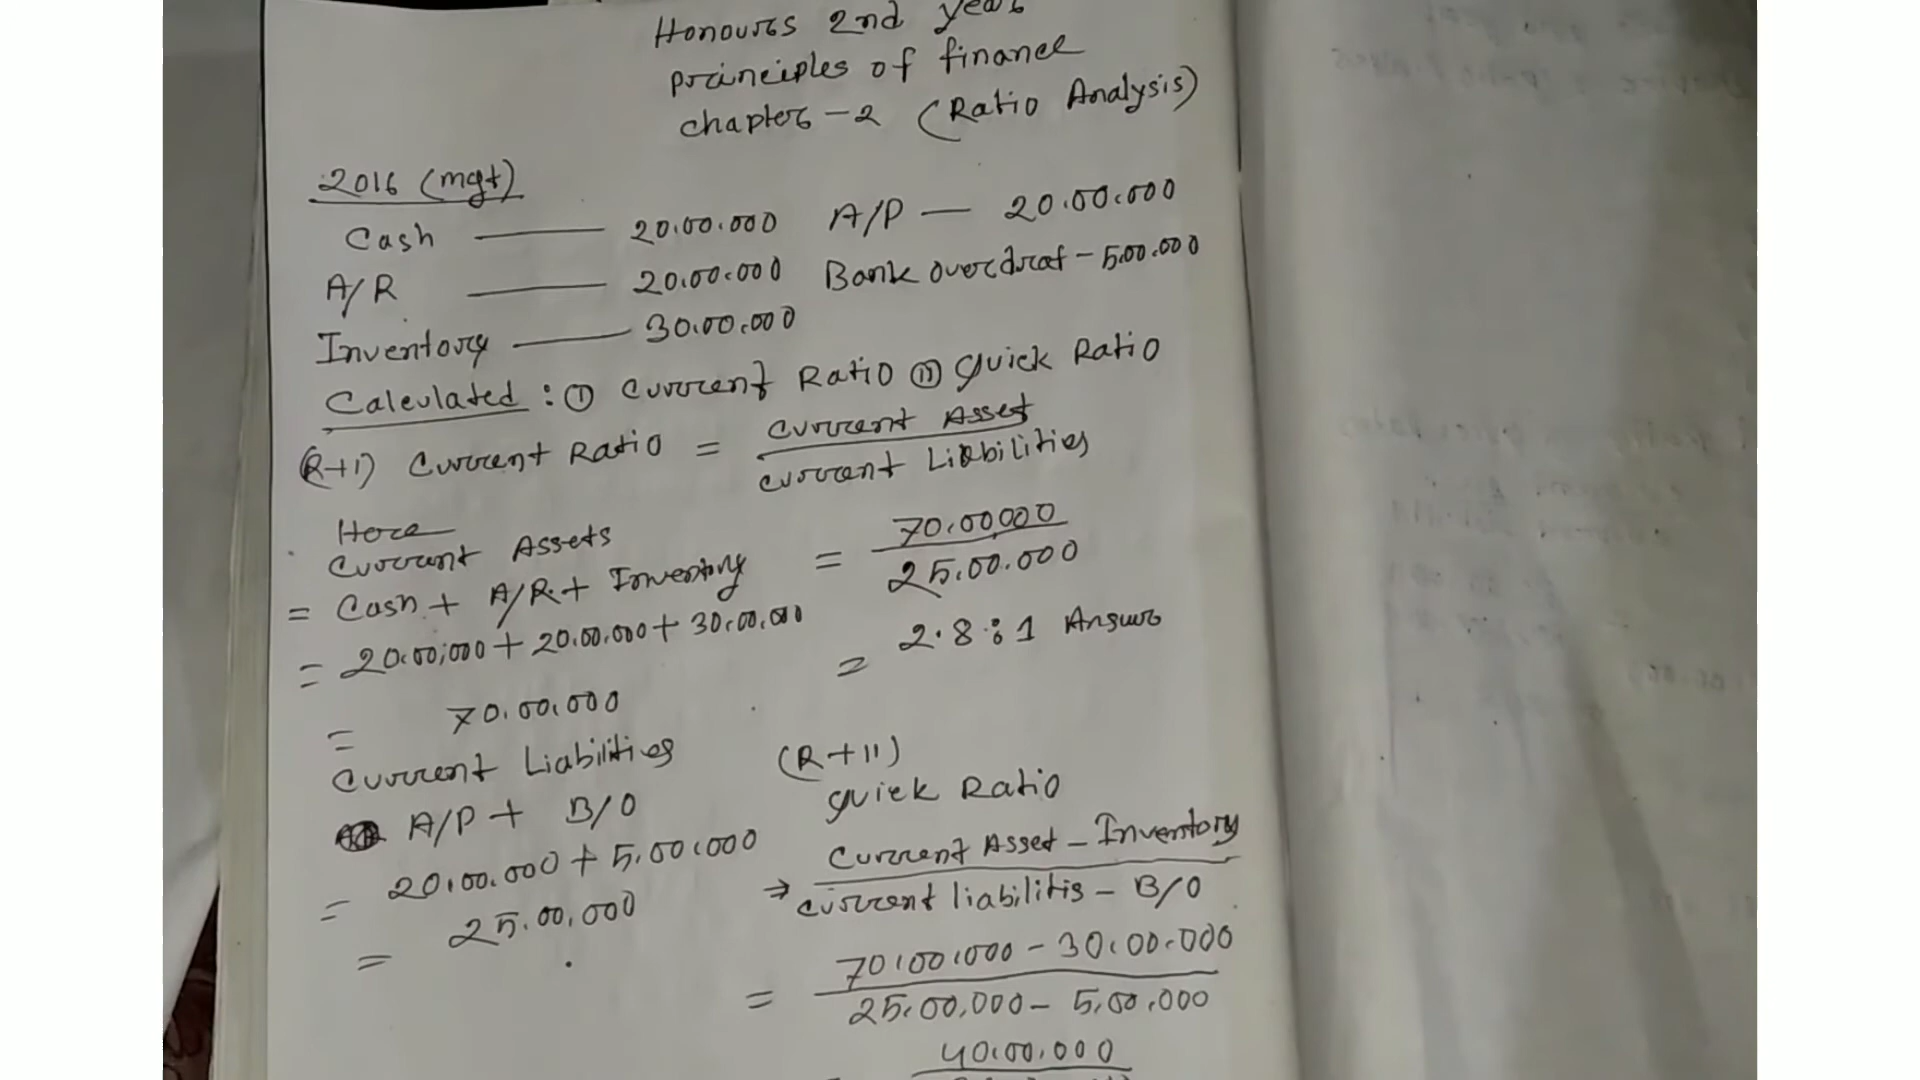 Honours 2nd year
principles of finance
chapter - 2 (Ratio Analysis)
2016 (mgt)
Cash — 20,00,000 A/P — 20,00,000
A/R — 20,00,000 Bank overdraf - 5,00,000
Inventory — 30,00,000
Calculated : (i) Current Ratio (ii) quick Ratio
(R+1) Current Ratio = Current Asset / Current Liabilities
Here
Current Assets
= Cash + A/R + Inventory
= 20,00,000 + 20,00,000 + 30,00,000
= 70,00,000
Current Liabilities
A/P + B/O
= 20,00,000 + 5,00,000
= 25,00,000
= 70,00000 / 25,00,000
= 2.8:1 Answer
(R+11)
quick Ratio
⇒ Current Asset - Inventory / current liabilitis - B/O
= 70,00,000 - 30,00,000 / 25,00,000 - 5,00,000
40,00,000